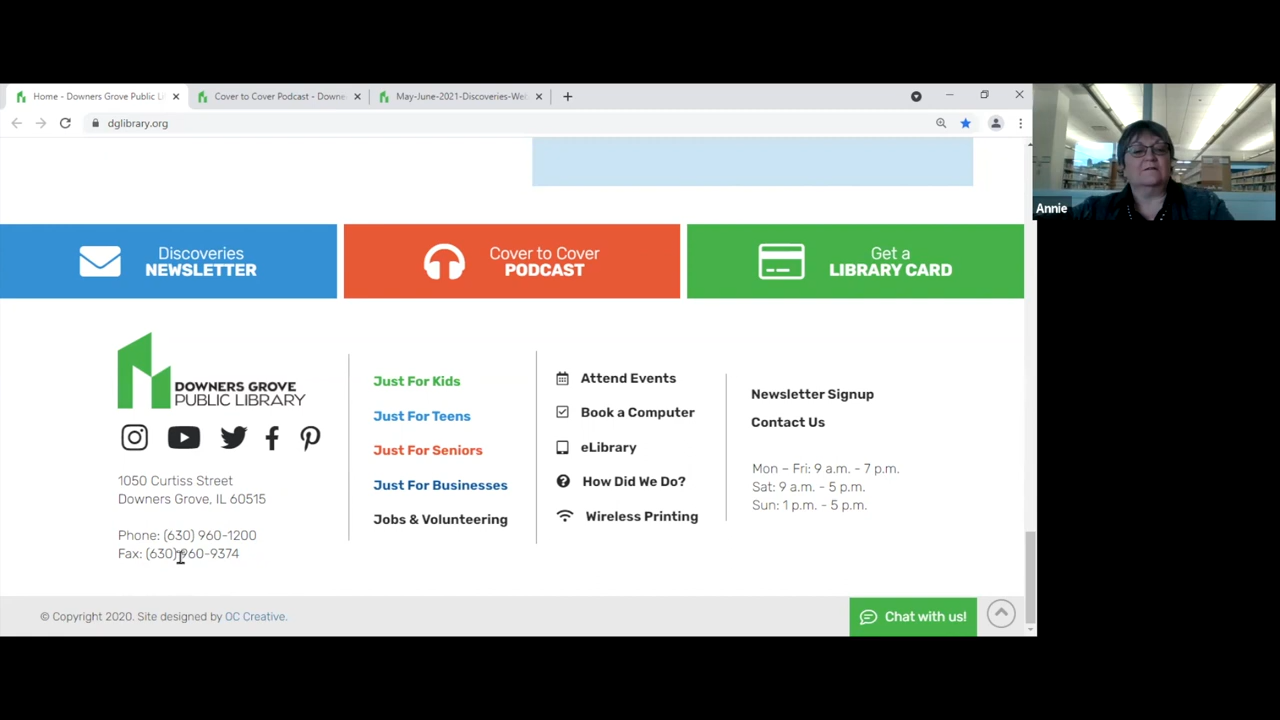 Home - Downers Grove Public Li
Cover to Cover Podcast - Downe
May-June-2021-Discoveries-Web
dglibrary.org
Annie
Discoveries
NEWSLETTER
Cover to Cover
PODCAST
Get a
LIBRARY CARD
DOWNERS GROVE
PUBLIC LIBRARY
1050 Curtiss Street
Downers Grove, IL 60515
Phone: (630) 960-1200
Fax: (630) 960-9374
Just For Kids
Just For Teens
Just For Seniors
Just For Businesses
Jobs & Volunteering
Attend Events
Book a Computer
eLibrary
How Did We Do?
Wireless Printing
Newsletter Signup
Contact Us
Mon – Fri: 9 a.m. - 7 p.m.
Sat: 9 a.m. - 5 p.m.
Sun: 1 p.m. - 5 p.m.
© Copyright 2020. Site designed by OC Creative.
Chat with us!